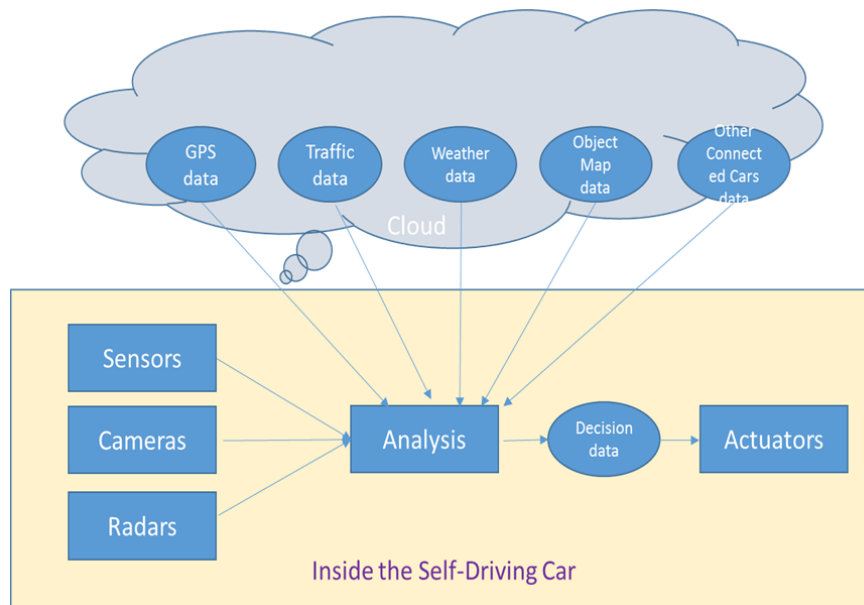 GPS
data
Traffic
data
Weather
data
Object
Map
data
Other
Connect
ed Cars
data
Cloud
Sensors
Cameras
Radars
Analysis
Decision
data
Actuators
Inside the Self-Driving Car